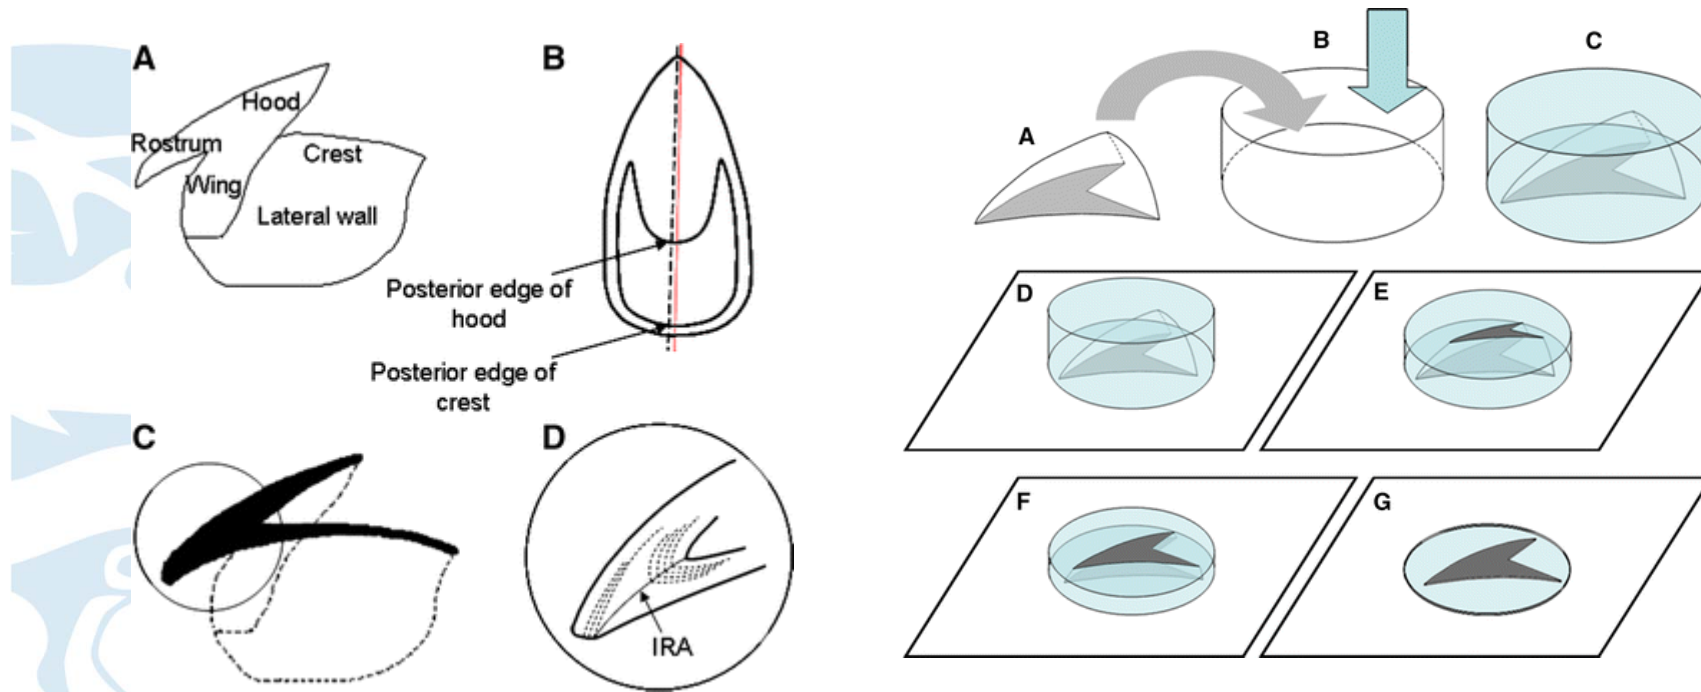 A
Hood
Rostrum
Crest
Wing
Lateral wall
B
Posterior edge of
hood
Posterior edge of
crest
C
D
IRA
A
B
C
D
E
F
G